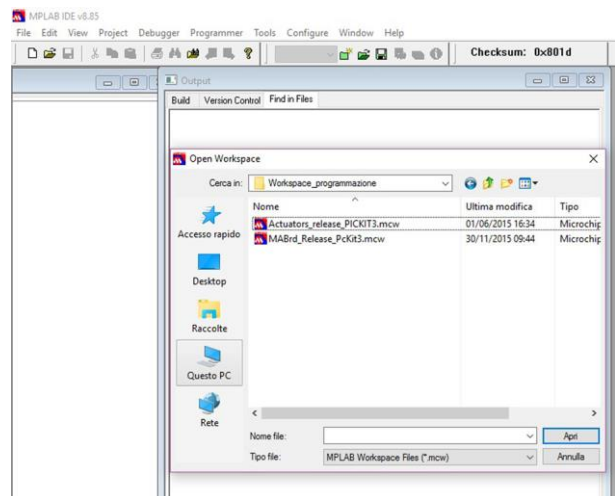 MPLAB IDE v8.85
File Edit View Project Debugger Programmer Tools Configure Window Help
Checksum: 0x801d
Output
Build Version Control Find in Files
Open Workspace
Cerca in: Workspace_programmazione
Nome Ultima modifica Tipo
Actuators_release_PICKIT3.mcw 01/06/2015 16:34 Microchip
MABrd_Release_PcKit3.mcw 30/11/2015 09:44 Microchip
Accesso rapido
Desktop
Raccolte
Questo PC
Rete
Nome file: Apri
Tipo file: MPLAB Workspace Files (*.mcw) Annulla